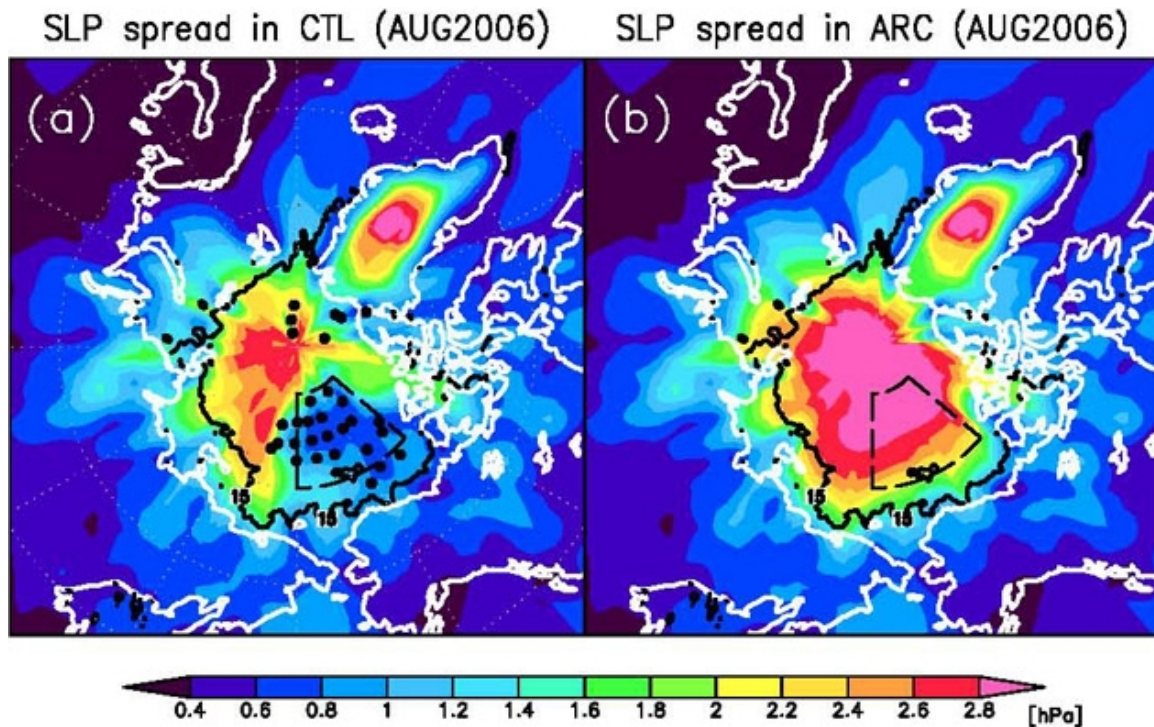 SLP spread in CTL (AUG2006)
SLP spread in ARC (AUG2006)
(a)
(b)
15
15
15
15
0.4 0.6 0.8 1 1.2 1.4 1.6 1.8 2 2.2 2.4 2.6 2.8 [hPa]